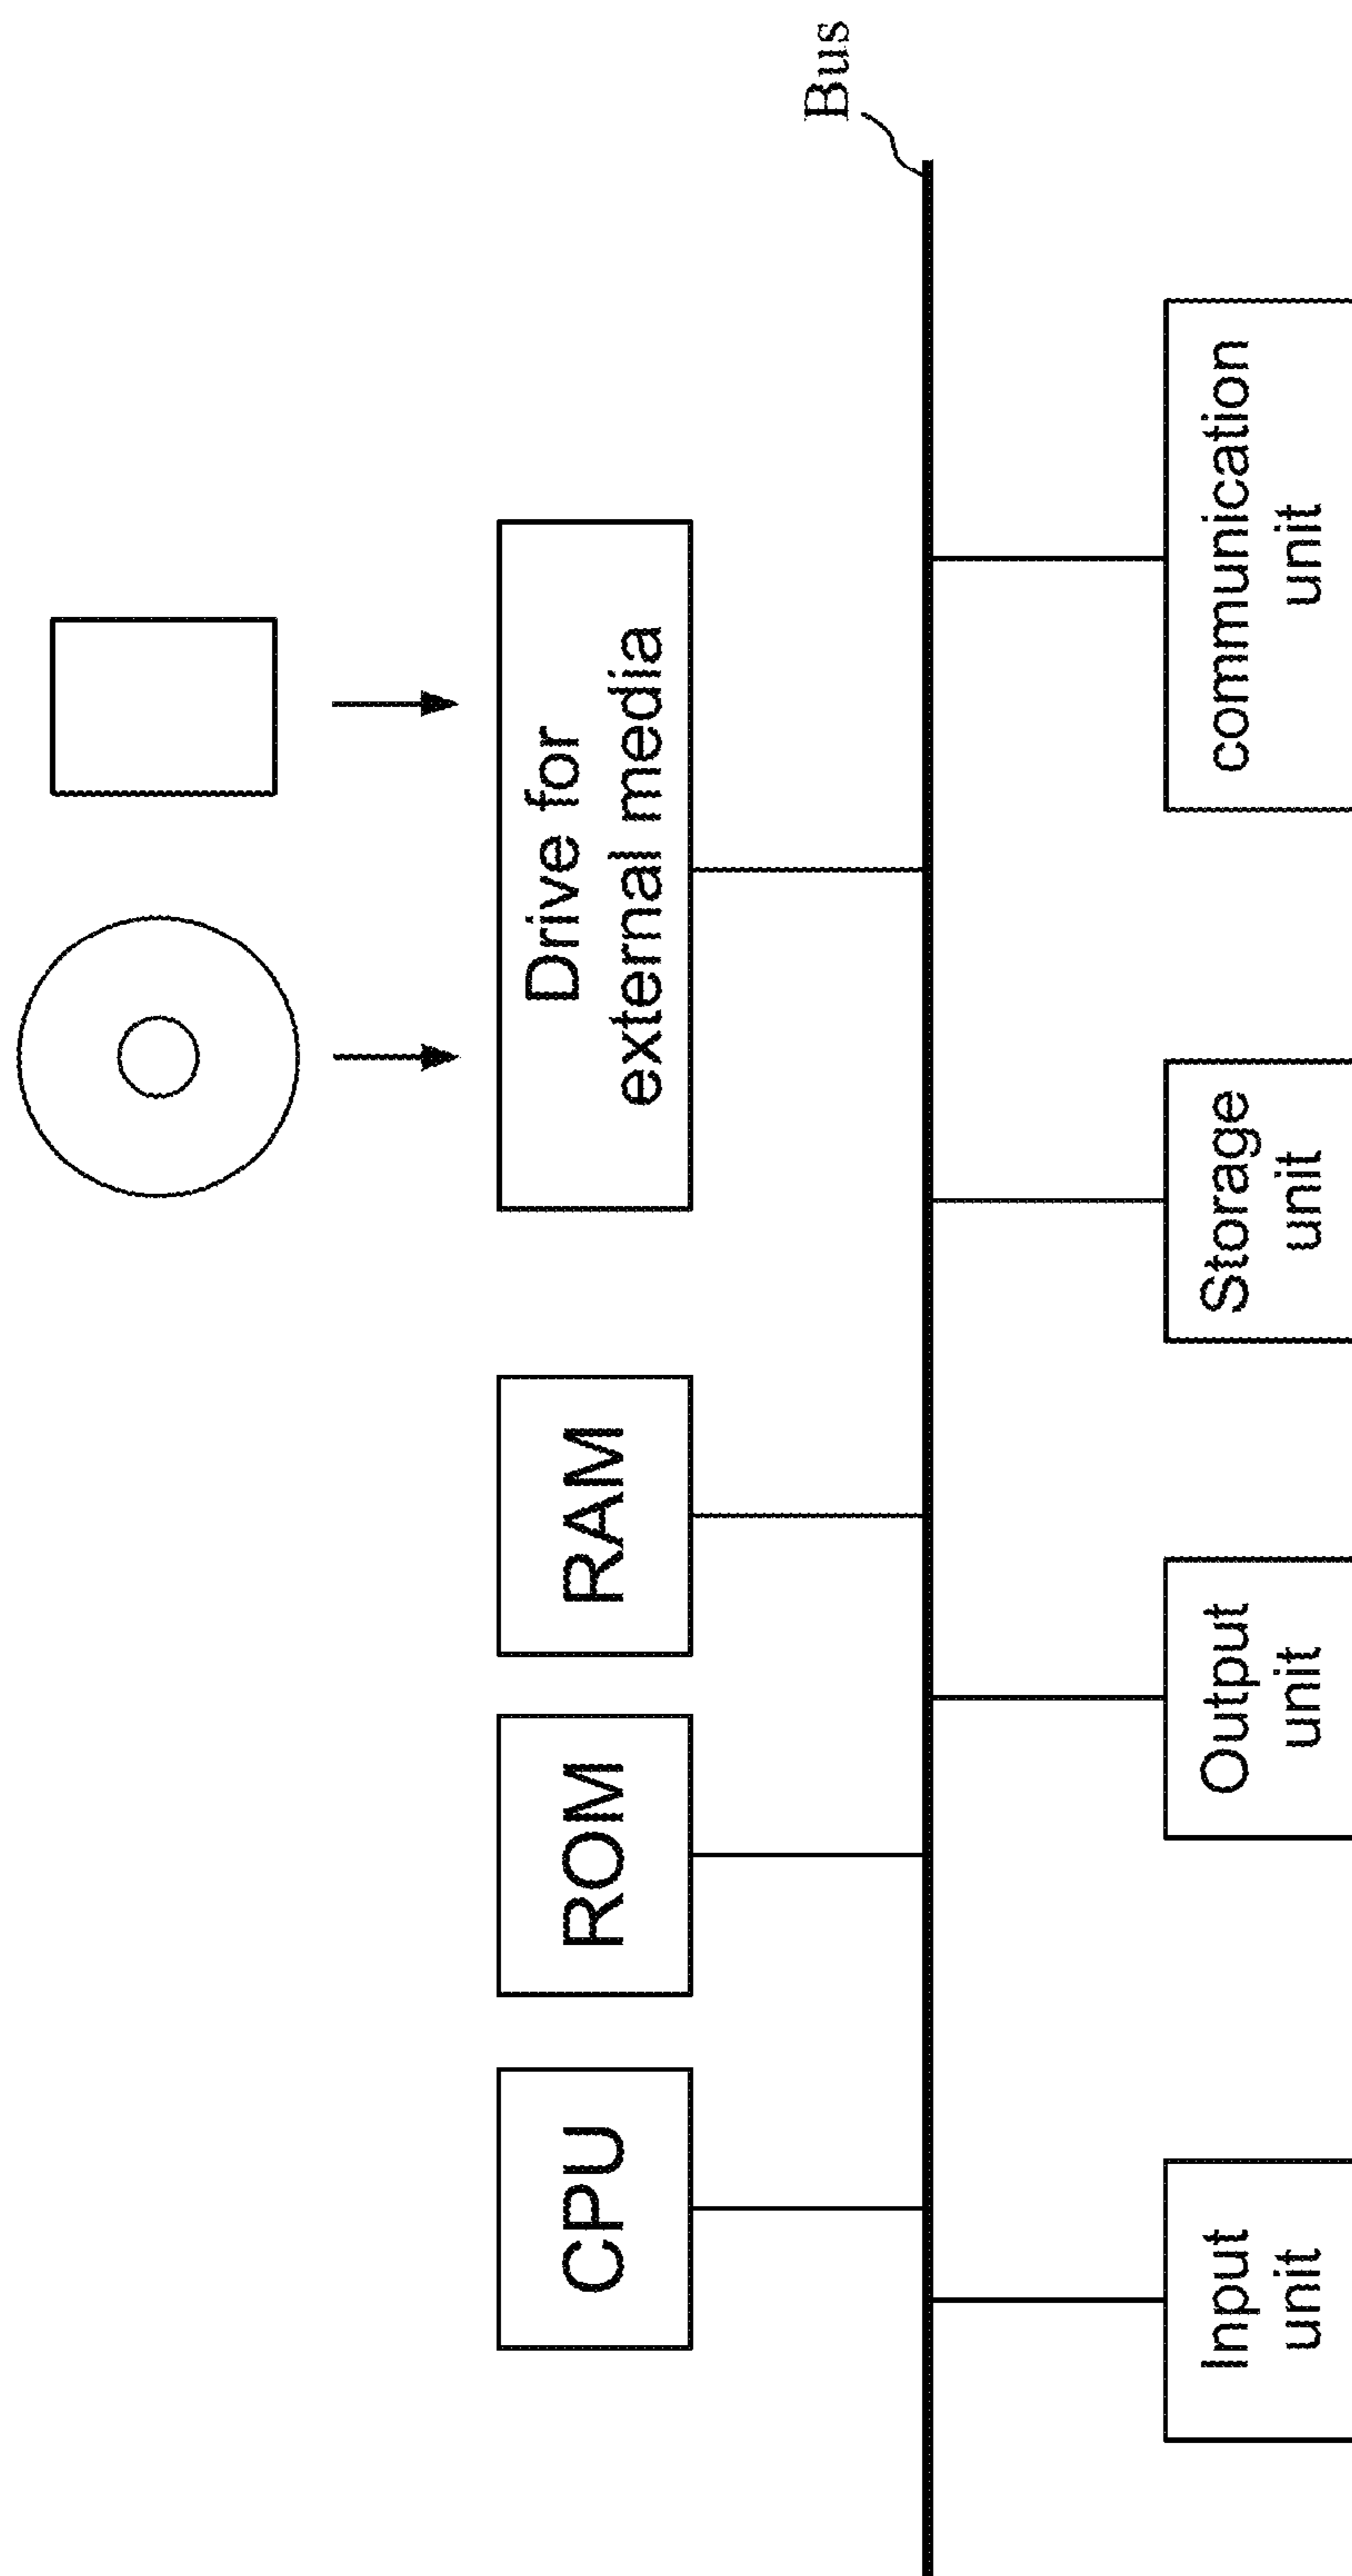 CPU
ROM
RAM
Drive for
external media
Bus
Input
unit
Output
unit
Storage
unit
communication
unit